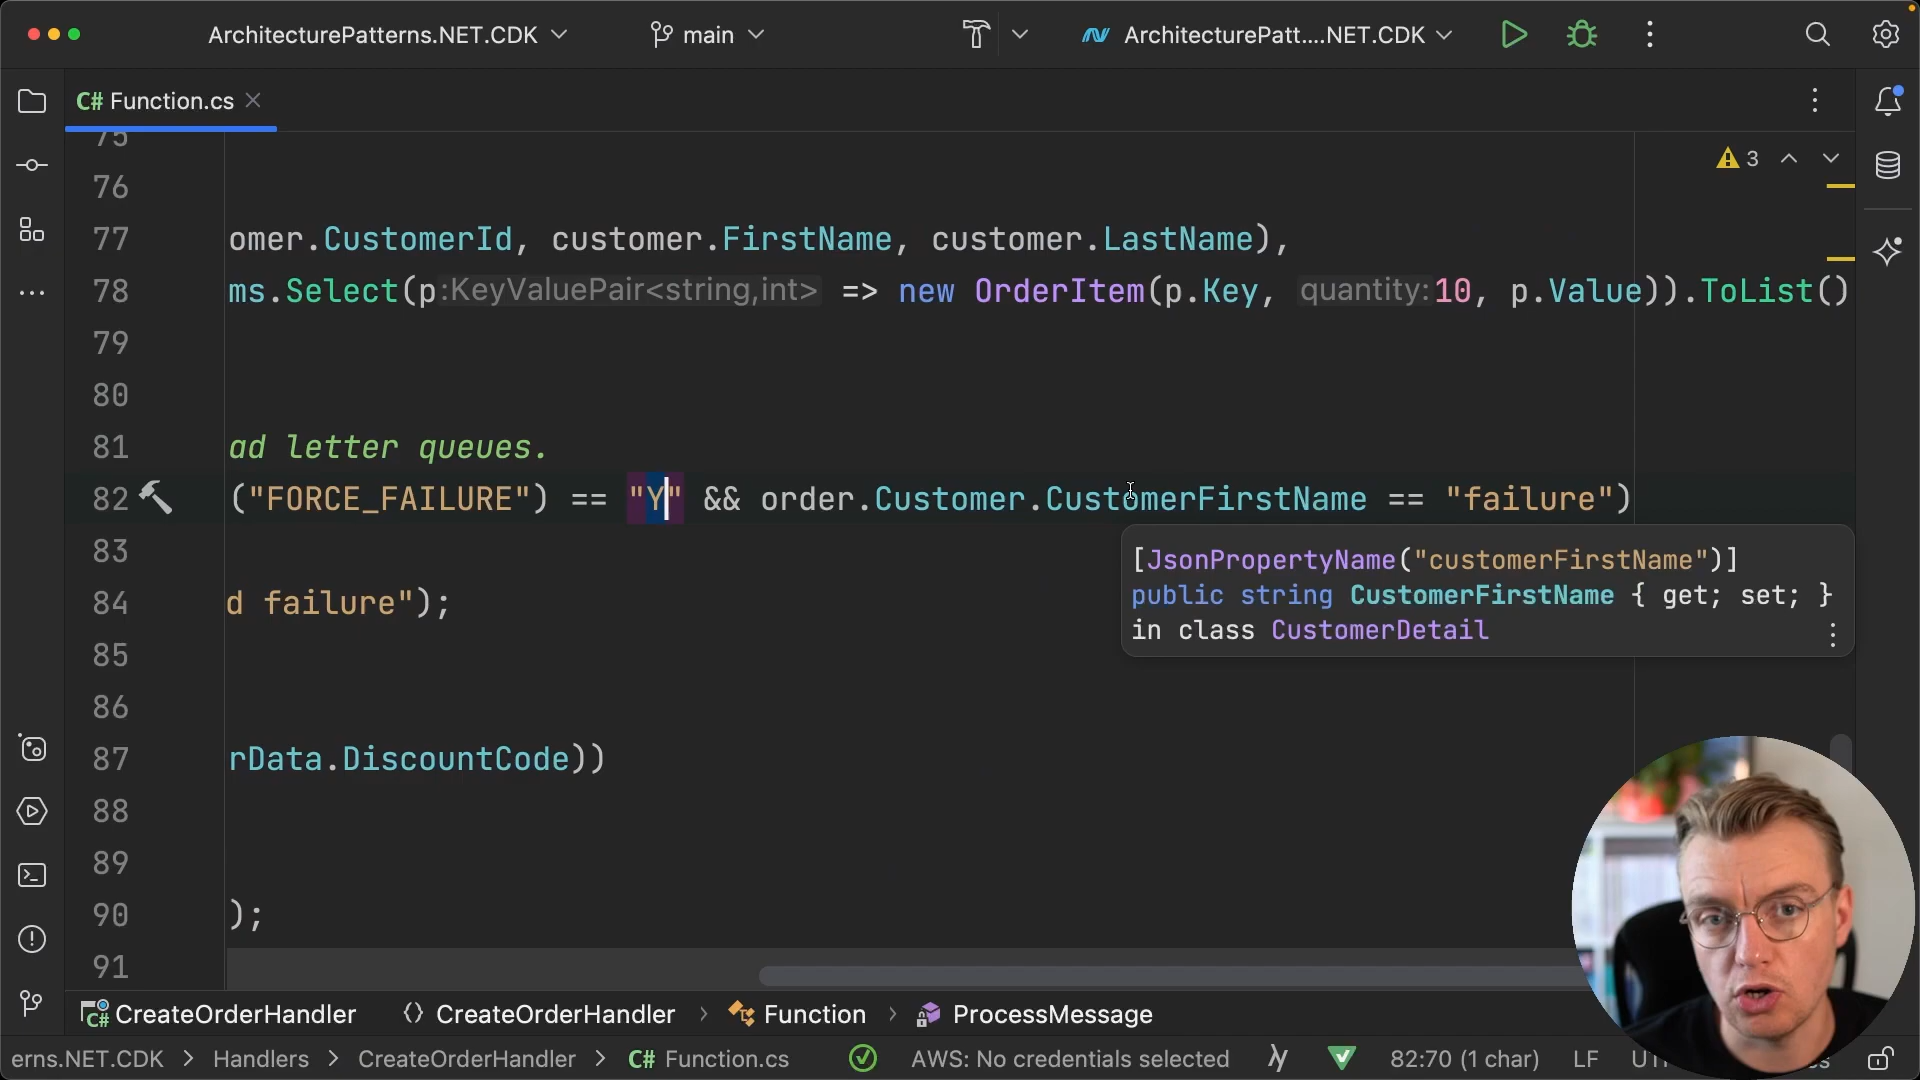 ArchitecturePatterns.NET.CDK main ArchitecturePatt....NET.CDK
C# Function.cs
75
3
76
77 omer.CustomerId, customer.FirstName, customer.LastName),
78 ms.Select(p:KeyValuePair<string,int> => new OrderItem(p.Key, quantity:10, p.Value)).ToList()
79
80
81 ad letter queues.
82 ("FORCE_FAILURE") == "Y" && order.Customer.CustomerFirstName == "failure")
83
[JsonPropertyName("customerFirstName")]
public string CustomerFirstName { get; set; }
in class CustomerDetail
84 d failure");
85
86
87 rData.DiscountCode))
88
89
90 );
91
CreateOrderHandler CreateOrderHandler › Function › ProcessMessage
erns.NET.CDK > Handlers > CreateOrderHandler > C# Function.cs AWS: No credentials selected 82:70 (1 char) LF